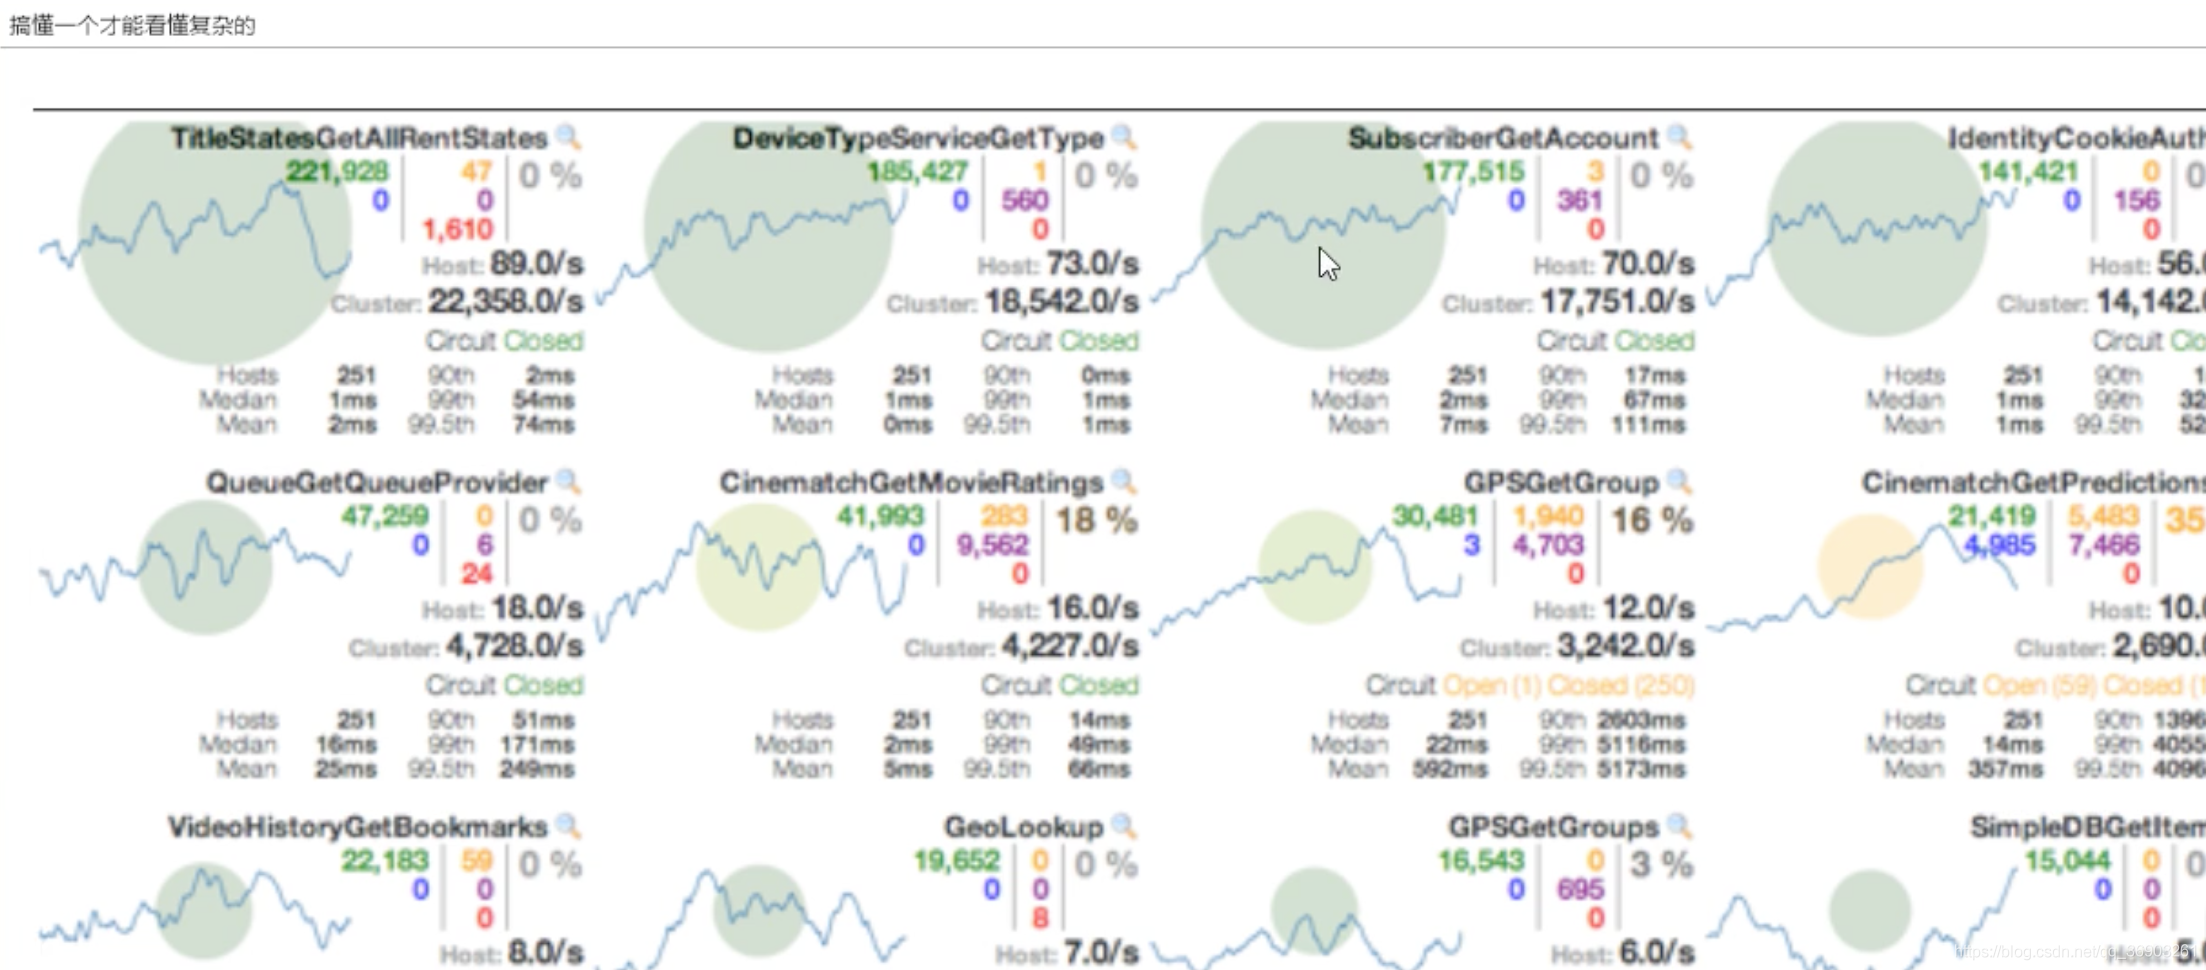 搞懂一个才能看懂复杂的
TitleStatesGetAllRentStates
221,928 47 0 %
0 0
1,610
Host: 89.0/s
Cluster: 22,358.0/s
Circuit Closed
Hosts 251 90th 2ms
Median 1ms 99th 54ms
Mean 2ms 99.5th 74ms
DeviceTypeServiceGetType
185,427 1 0 %
0 560
0
Host: 73.0/s
Cluster: 18,542.0/s
Circuit Closed
Hosts 251 90th 0ms
Median 1ms 99th 1ms
Mean 0ms 99.5th 1ms
SubscriberGetAccount
177,515 3 0 %
0 361
0
Host: 70.0/s
Cluster: 17,751.0/s
Circuit Closed
Hosts 251 90th 17ms
Median 2ms 99th 67ms
Mean 7ms 99.5th 111ms
IdentityCookieAuth
141,421 0 0
0 156
0
Host: 56.0
Cluster: 14,142.0
Circuit Clo
Hosts 251 90th 1
Median 1ms 99th 32
Mean 1ms 99.5th 52
QueueGetQueueProvider
47,259 0 0 %
0 6
24
Host: 18.0/s
Cluster: 4,728.0/s
Circuit Closed
Hosts 251 90th 51ms
Median 16ms 99th 171ms
Mean 25ms 99.5th 249ms
CinematchGetMovieRatings
41,993 283 18 %
0 9,562
0
Host: 16.0/s
Cluster: 4,227.0/s
Circuit Closed
Hosts 251 90th 14ms
Median 2ms 99th 49ms
Mean 5ms 99.5th 66ms
GPSGetGroup
30,481 1,940 16 %
3 4,703
0
Host: 12.0/s
Cluster: 3,242.0/s
Circuit Open (1) Closed (250)
Hosts 251 90th 2603ms
Median 22ms 99th 5116ms
Mean 592ms 99.5th 5173ms
CinematchGetPredictions
21,419 5,483 35
4,985 7,466
0
Host: 10.0
Cluster: 2,690.0
Circuit Open (59) Closed (1
Hosts 251 90th 1396
Median 14ms 99th 4055
Mean 357ms 99.5th 4096
VideoHistoryGetBookmarks
22,183 59 0 %
0 0
0
Host: 8.0/s
GeoLookup
19,652 0 0 %
0 0
8
Host: 7.0/s
GPSGetGroups
16,543 0 3 %
0 695
0
Host: 6.0/s
SimpleDBGetItem
15,044 0 0
0 0
0